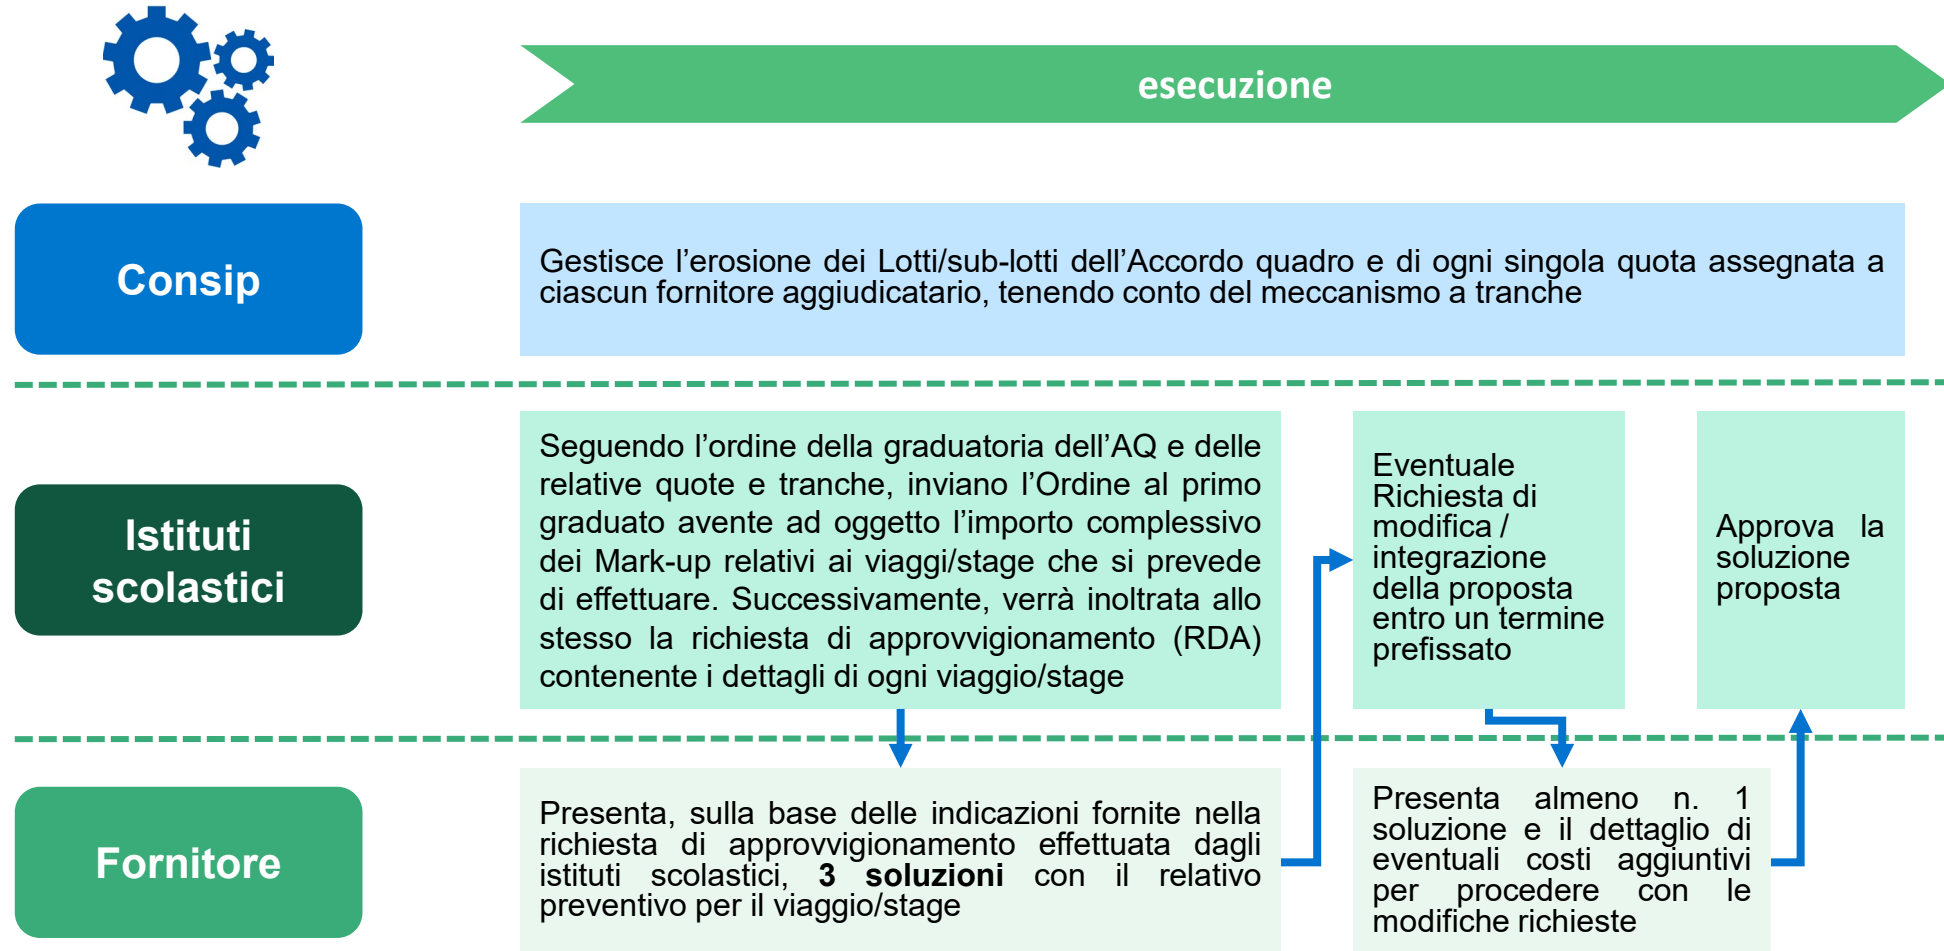 esecuzione
Consip
Gestisce l’erosione dei Lotti/sub-lotti dell’Accordo quadro e di ogni singola quota assegnata a
ciascun fornitore aggiudicatario, tenendo conto del meccanismo a tranche
Istituti
scolastici
Seguendo l’ordine della graduatoria dell’AQ e delle
relative quote e tranche, inviano l’Ordine al primo
graduato avente ad oggetto l’importo complessivo
dei Mark-up relativi ai viaggi/stage che si prevede
di effettuare. Successivamente, verrà inoltrata allo
stesso la richiesta di approvvigionamento (RDA)
contenente i dettagli di ogni viaggio/stage
Eventuale
Richiesta di
modifica /
integrazione
della proposta
entro un termine
prefissato
Approva la
soluzione
proposta
Fornitore
Presenta, sulla base delle indicazioni fornite nella
richiesta di approvvigionamento effettuata dagli
istituti scolastici, 3 soluzioni con il relativo
preventivo per il viaggio/stage
Presenta almeno n. 1
soluzione e il dettaglio di
eventuali costi aggiuntivi
per procedere con le
modifiche richieste